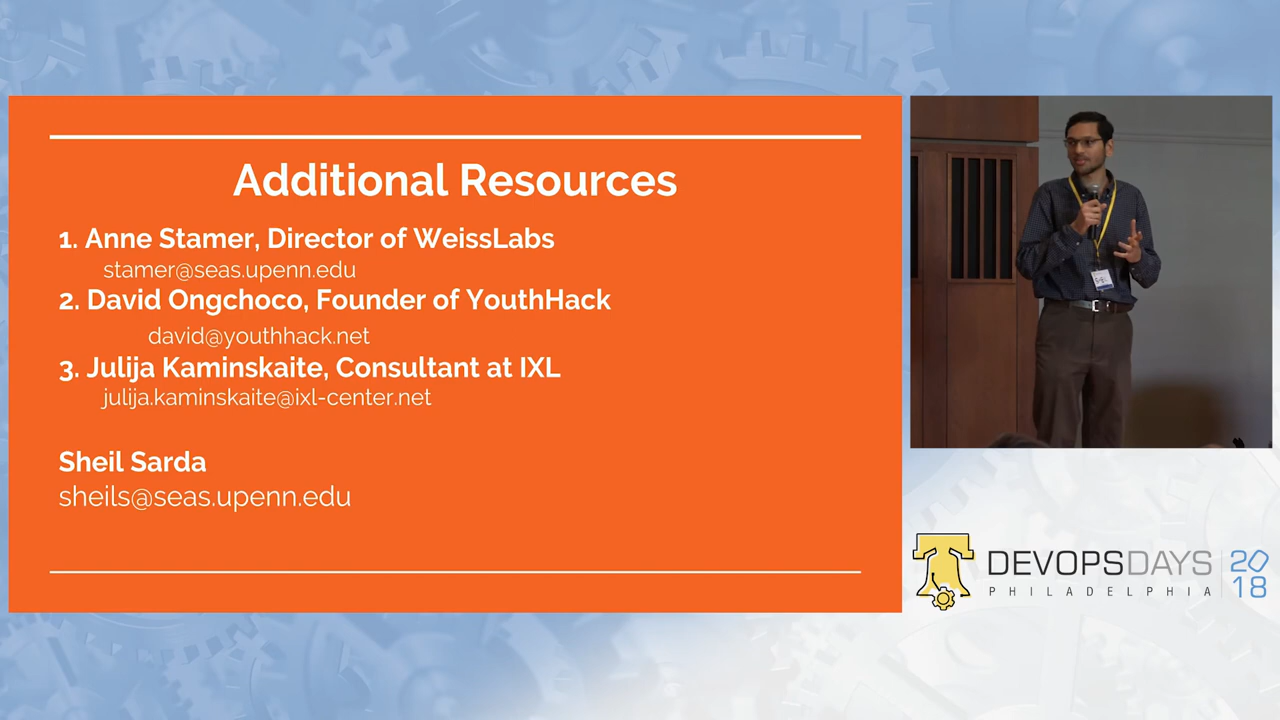 Additional Resources
1. Anne Stamer, Director of WeissLabs
stamer@seas.upenn.edu
2. David Ongchoco, Founder of YouthHack
david@youthhack.net
3. Julija Kaminskaite, Consultant at IXL
julija.kaminskaite@ixl-center.net
Sheil Sarda
sheils@seas.upenn.edu
DEVOPSDAYS
PHILADELPHIA
20
18